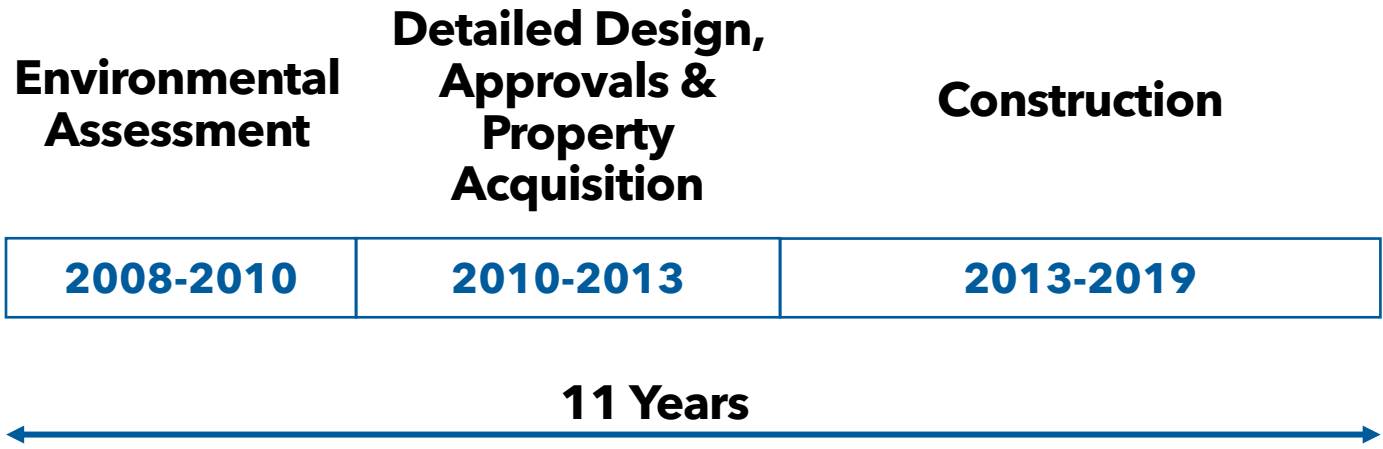 Environmental
Assessment
Detailed Design,
Approvals &
Property
Acquisition
Construction
2008-2010
2010-2013
2013-2019
11 Years